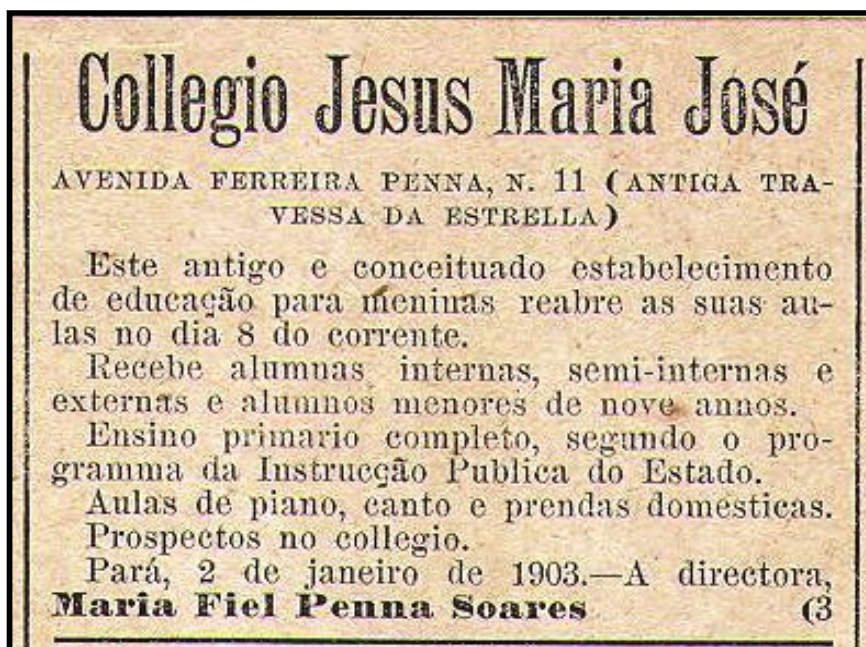 Collegio Jesus Maria José
AVENIDA FERREIRA PENNA, N. 11 (ANTIGA TRA-
VESSA DA ESTRELLA)
Este antigo e conceituado estabelecimento
de educação para meninas reabre as suas au-
las no dia 8 do corrente.
Recebe alumnas internas, semi-internas e
externas e alumnos menores de nove annos.
Ensino primario completo, segundo o pro-
gramma da Instrucção Publica do Estado.
Aulas de piano, canto e prendas domesticas.
Prospectos no collegio.
Pará, 2 de janeiro de 1903.—A directora,
Maria Fiel Penna Soares (3